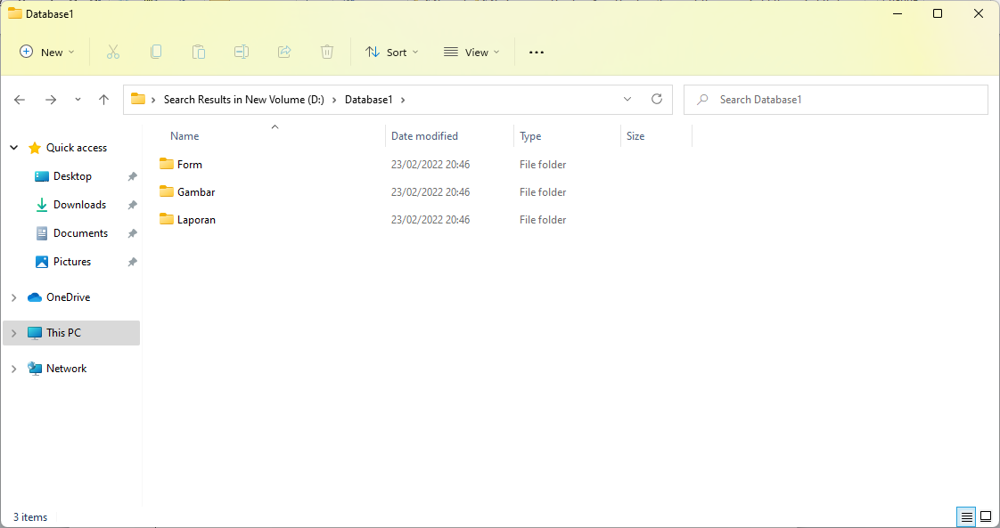 Database1
New
Sort
View
Search Results in New Volume (D:) Database1
Search Database1
Name Date modified Type Size
Quick access
Desktop
Downloads
Documents
Pictures
OneDrive
This PC
Network
Form 23/02/2022 20:46 File folder
Gambar 23/02/2022 20:46 File folder
Laporan 23/02/2022 20:46 File folder
3 items